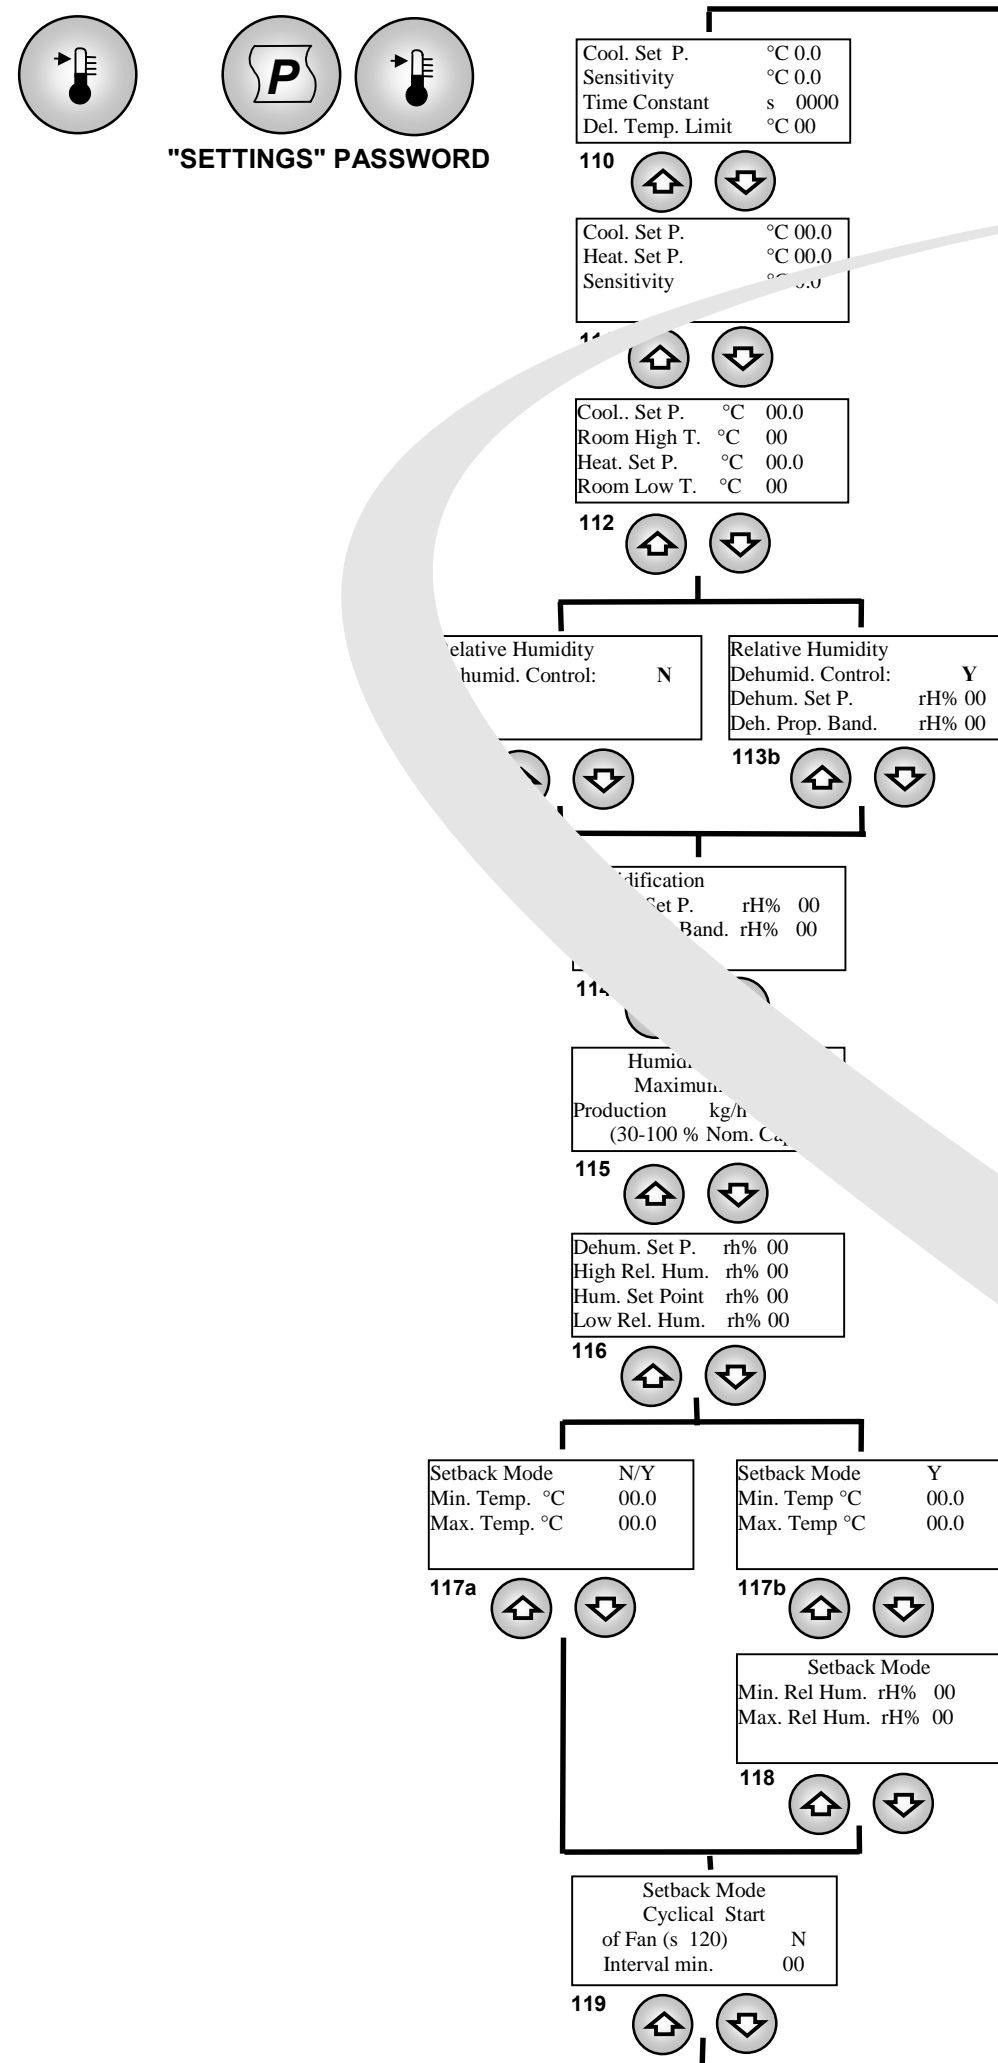 P
"SETTINGS" PASSWORD
Cool. Set P. °C 0.0
Sensitivity °C 0.0
Time Constant s 0000
Del. Temp. Limit °C 00
110
Cool. Set P. °C 00.0
Heat. Set P. °C 00.0
Sensitivity
Cool.. Set P. °C 00.0
Room High T. °C 00
Heat. Set P. °C 00.0
Room Low T. °C 00
112
Relative Humidity
Control: N
Relative Humidity
Dehumid. Control: Y
Dehum. Set P. rH% 00
Deh. Prop. Band. rH% 00
113b
Set P. rH% 00
Band. rH% 00
114
Production kg/h
(30-100 % Nom.
115
Dehum. Set P. rh% 00
High Rel. Hum. rh% 00
Hum. Set Point rh% 00
Low Rel. Hum. rh% 00
116
Setback Mode N/Y
Min. Temp. °C 00.0
Max. Temp. °C 00.0
117a
Setback Mode Y
Min. Temp °C 00.0
Max. Temp °C 00.0
117b
Setback Mode
Min. Rel Hum. rH% 00
Max. Rel Hum. rH% 00
118
Setback Mode
Cyclical Start
of Fan (s 120) N
Interval min. 00
119